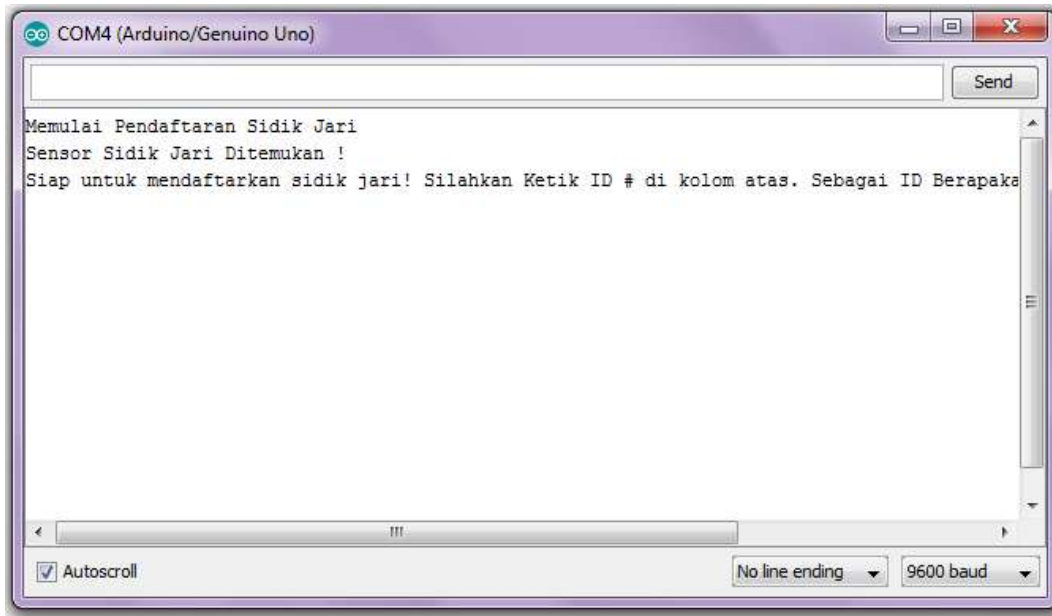 COM4 (Arduino/Genuino Uno)
Send
Memulai Pendaftaran Sidik Jari
Sensor Sidik Jari Ditemukan !
Siap untuk mendaftarkan sidik jari! Silahkan Ketik ID # di kolom atas. Sebagai ID Berapaka
Autoscroll
No line ending
9600 baud